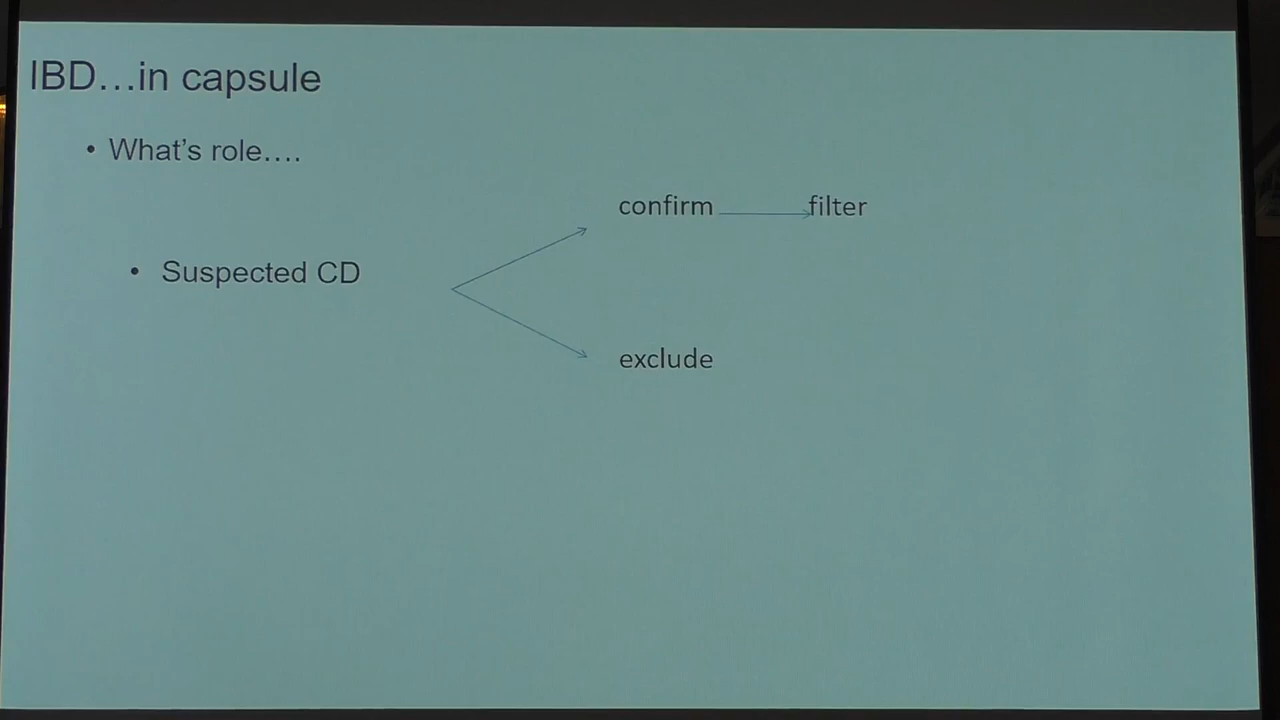 IBD…in capsule
• What's role….
confirm filter
• Suspected CD
exclude